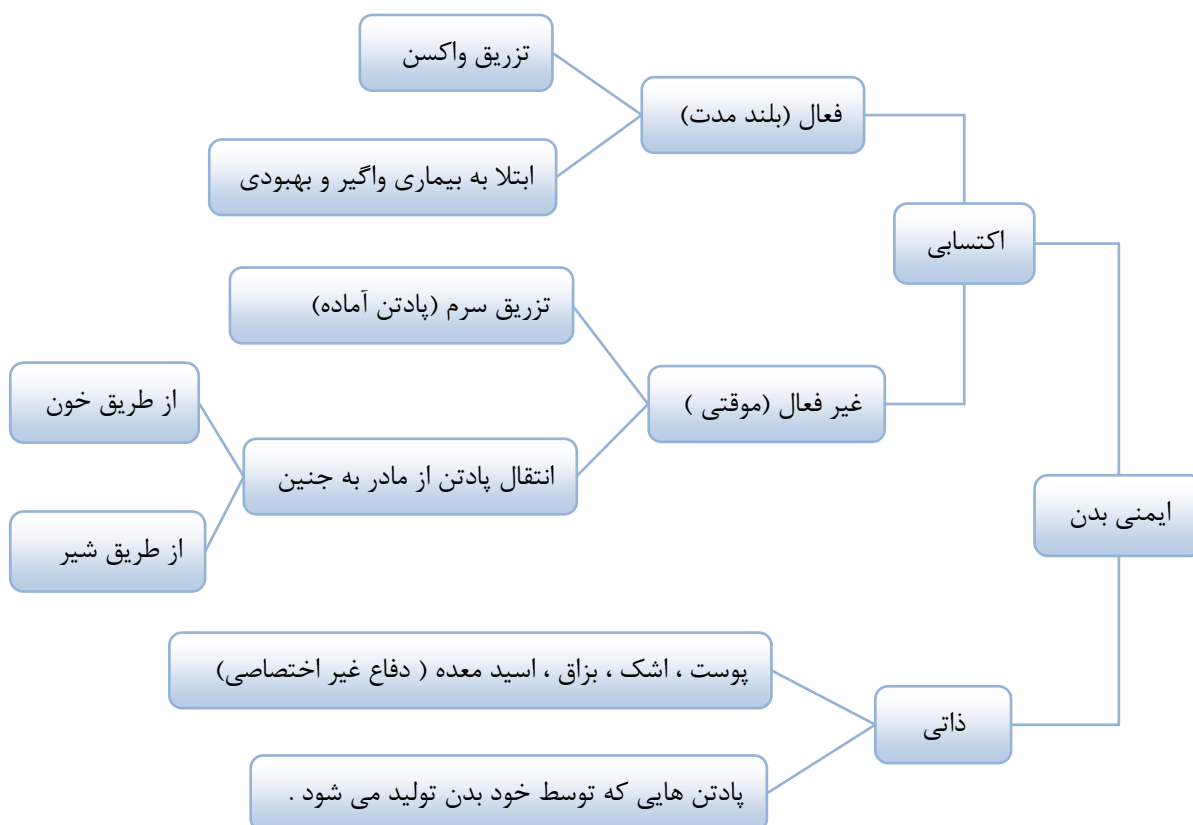 ایمنی بدن
اکتسابی
فعال (بلند مدت)
تزریق واکسن
ابتلا به بیماری واگیر و بهبودی
غیر فعال (موقتی )
تزریق سرم (پادتن آماده)
انتقال پادتن از مادر به جنین
از طریق خون
از طریق شیر
ذاتی
پوست ، اشک ، بزاق ، اسید معده ( دفاع غیر اختصاصی)
پادتن هایی که توسط خود بدن تولید می شود .